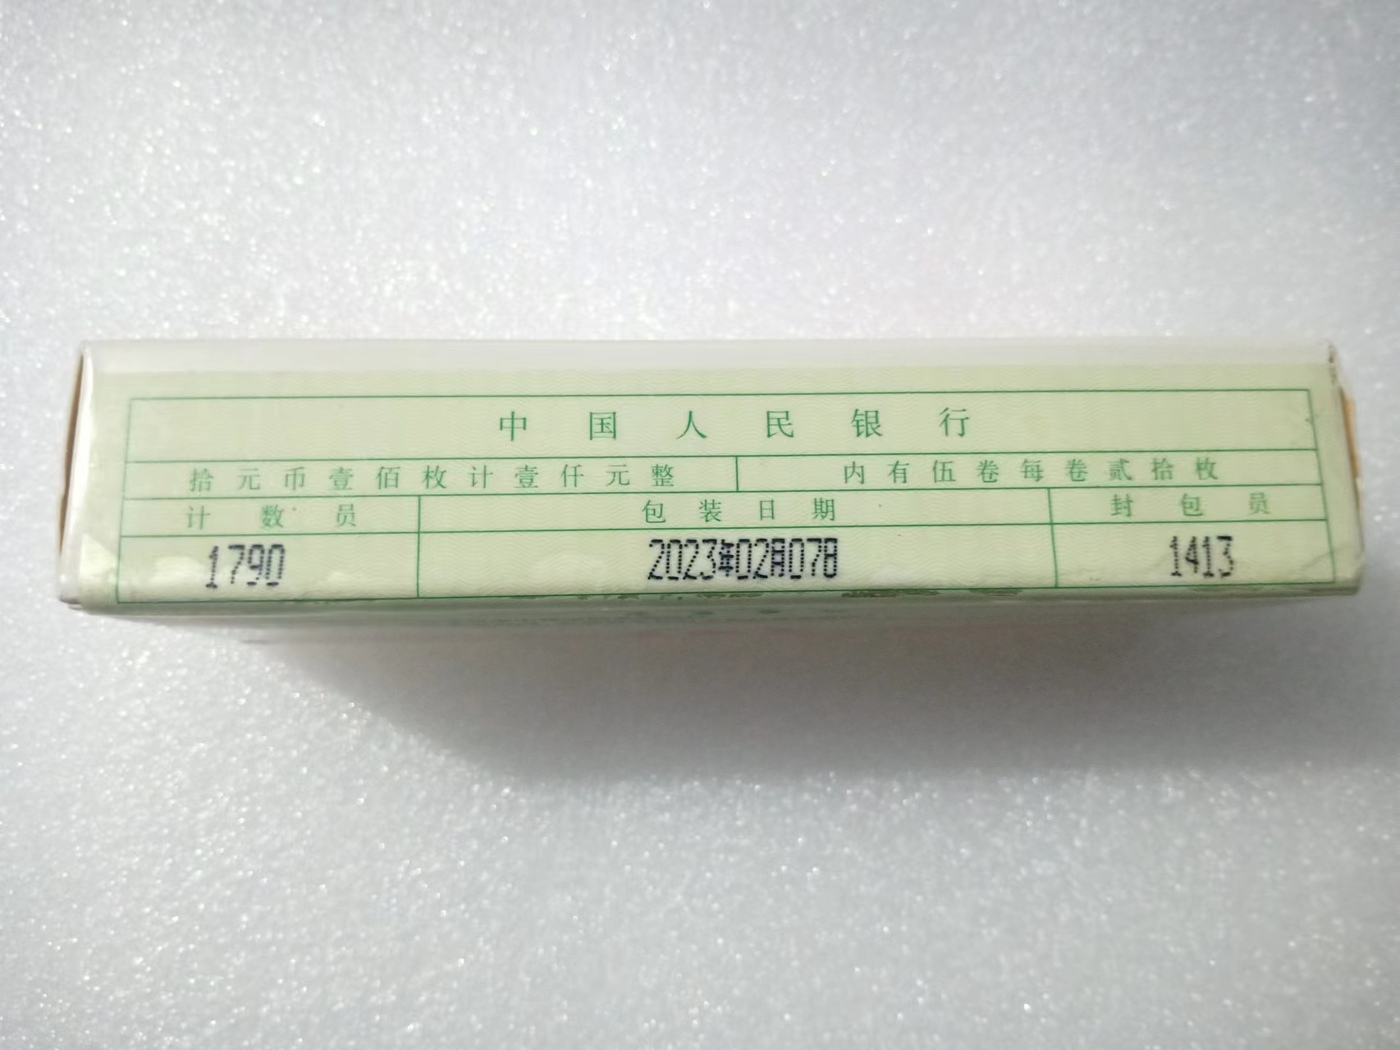 中国人民银行
拾元币壹佰枚计壹仟元整 内有伍卷每卷贰拾枚
计数员 包装日期 封包员
1790 2023年02月07日 1413